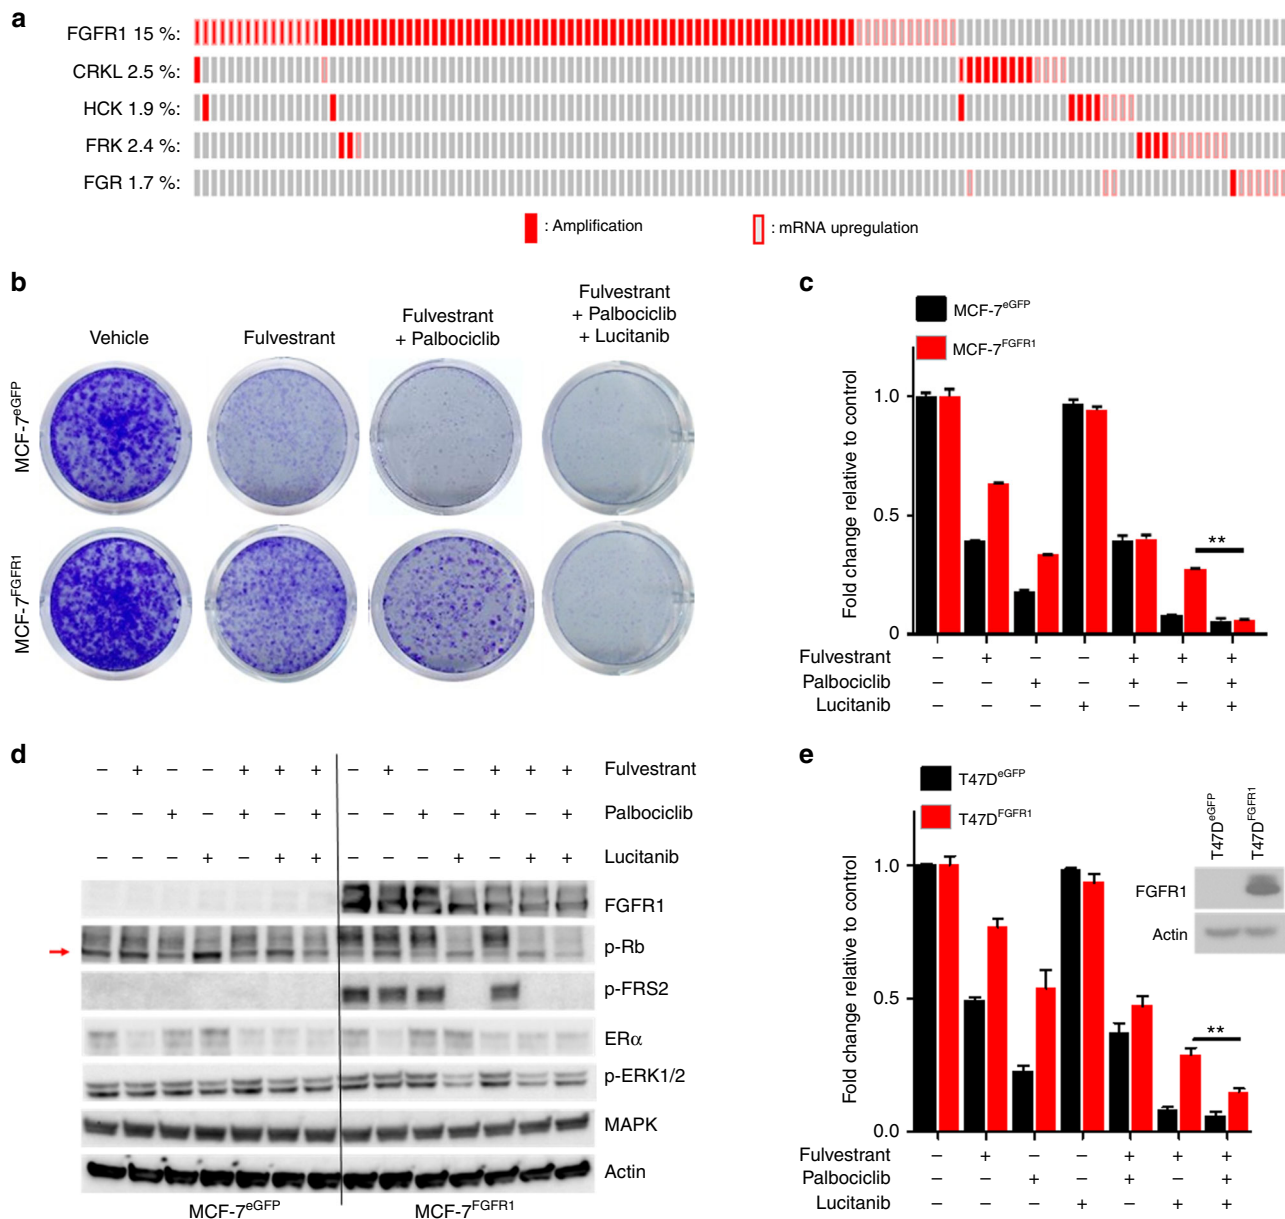 a
FGFR1 15 %:
CRKL 2.5 %:
HCK 1.9 %:
FRK 2.4 %:
FGR 1.7 %:
: Amplification
: mRNA upregulation
b
Vehicle
Fulvestrant
Fulvestrant
+ Palbociclib
Fulvestrant
+ Palbociclib
+ Lucitanib
MCF-7eGFP
MCF-7FGFR1
c
MCF-7eGFP
MCF-7FGFR1
Fold change relative to control
1.0
0.5
0
**
Fulvestrant – + – – + + +
Palbociclib – – + – + – +
Lucitanib – – – + – + +
d
– + – – + + + – + – – + + + Fulvestrant
– – + – + – + – – + – + – + Palbociclib
– – – + – + + – – – + – + + Lucitanib
FGFR1
p-Rb
p-FRS2
ERα
p-ERK1/2
MAPK
Actin
MCF-7eGFP
MCF-7FGFR1
e
T47DeGFP
T47DFGFR1
Fold change relative to control
1.0
0.5
0.0
**
T47DeGFP
T47DFGFR1
FGFR1
Actin
Fulvestrant – + – – + + +
Palbociclib – – + – + – +
Lucitanib – – – + – + +